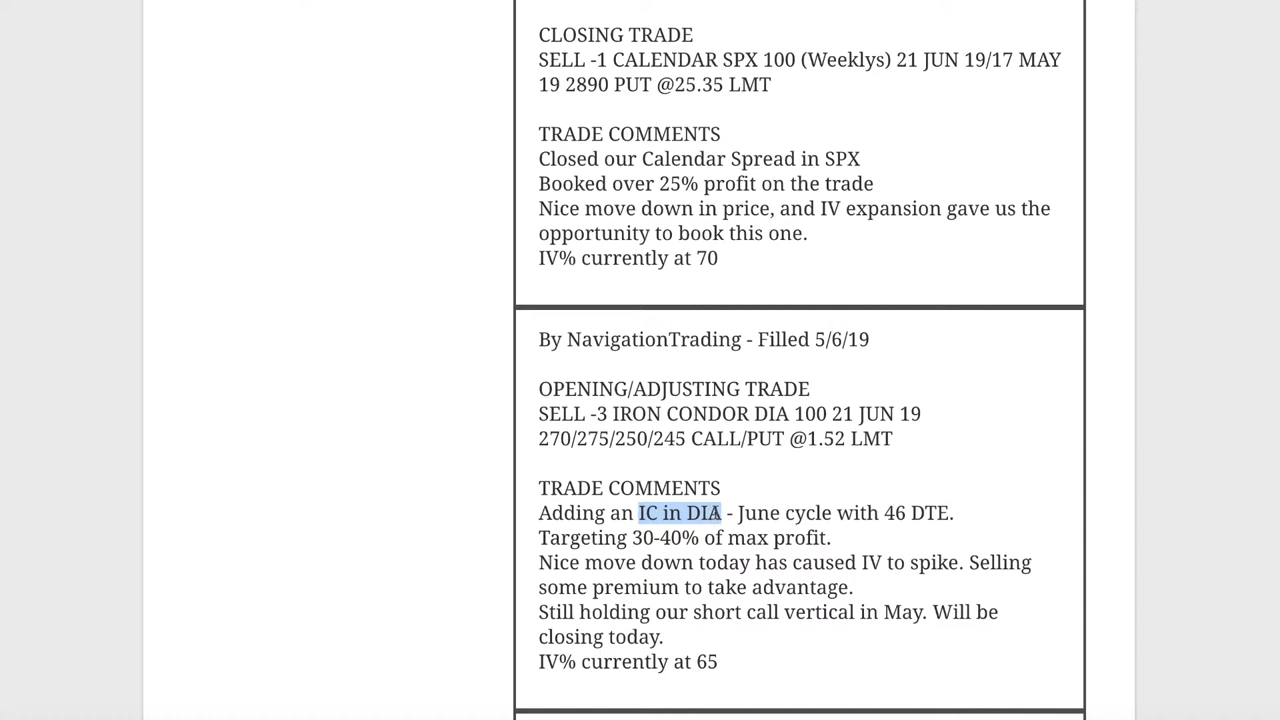 CLOSING TRADE
SELL -1 CALENDAR SPX 100 (Weeklys) 21 JUN 19/17 MAY
19 2890 PUT @25.35 LMT
TRADE COMMENTS
Closed our Calendar Spread in SPX
Booked over 25% profit on the trade
Nice move down in price, and IV expansion gave us the
opportunity to book this one.
IV% currently at 70
By NavigationTrading - Filled 5/6/19
OPENING/ADJUSTING TRADE
SELL -3 IRON CONDOR DIA 100 21 JUN 19
270/275/250/245 CALL/PUT @1.52 LMT
TRADE COMMENTS
Adding an IC in DIA - June cycle with 46 DTE.
Targeting 30-40% of max profit.
Nice move down today has caused IV to spike. Selling
some premium to take advantage.
Still holding our short call vertical in May. Will be
closing today.
IV% currently at 65